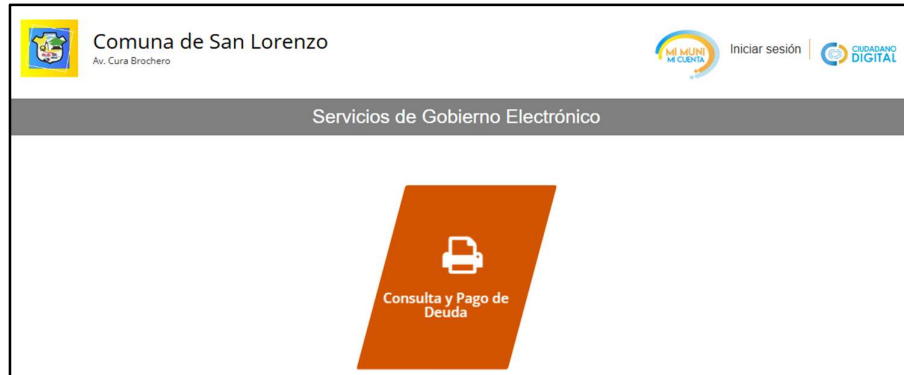 Comuna de San Lorenzo
Av. Cura Brochero
MI MUNI
MI CUENTA
Iniciar sesión
CIUDADANO
DIGITAL
Servicios de Gobierno Electrónico
Consulta y Pago de
Deuda